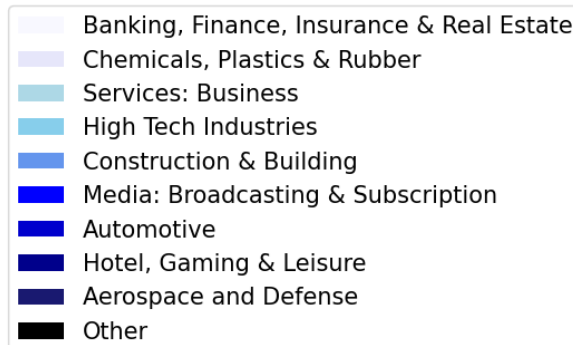 Banking, Finance, Insurance & Real Estate
Chemicals, Plastics & Rubber
Services: Business
High Tech Industries
Construction & Building
Media: Broadcasting & Subscription
Automotive
Hotel, Gaming & Leisure
Aerospace and Defense
Other